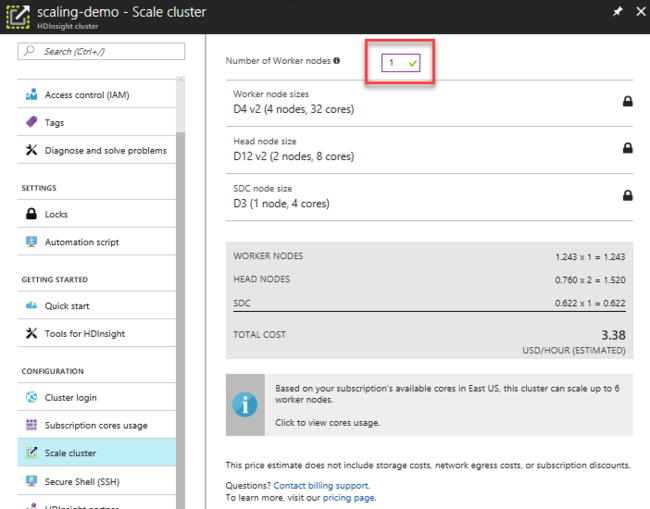 scaling-demo - Scale cluster
HDInsight cluster
Search (Ctrl+/)
Access control (IAM)
Tags
Diagnose and solve problems
SETTINGS
Locks
Automation script
GETTING STARTED
Quick start
Tools for HDInsight
CONFIGURATION
Cluster login
Subscription cores usage
Scale cluster
Secure Shell (SSH)
HDInsight partner
Number of Worker nodes
1
Worker node sizes
D4 v2 (4 nodes, 32 cores)
Head node size
D12 v2 (2 nodes, 8 cores)
SDC node size
D3 (1 node, 4 cores)
WORKER NODES 1.243 x 1 = 1.243
HEAD NODES 0.760 x 2 = 1.520
SDC 0.622 x 1 = 0.622
TOTAL COST 3.38
USD/HOUR (ESTIMATED)
Based on your subscription's available cores in East US, this cluster can scale up to 6
worker nodes.
Click to view cores usage.
This price estimate does not include storage costs, network egress costs, or subscription discounts.
Questions? Contact billing support.
To learn more, visit our pricing page.